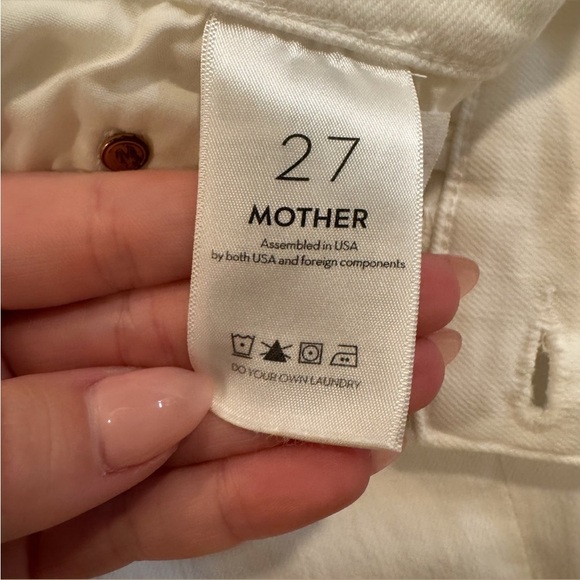 27
MOTHER
Assembled in USA
by both USA and foreign components
DO YOUR OWN LAUNDRY